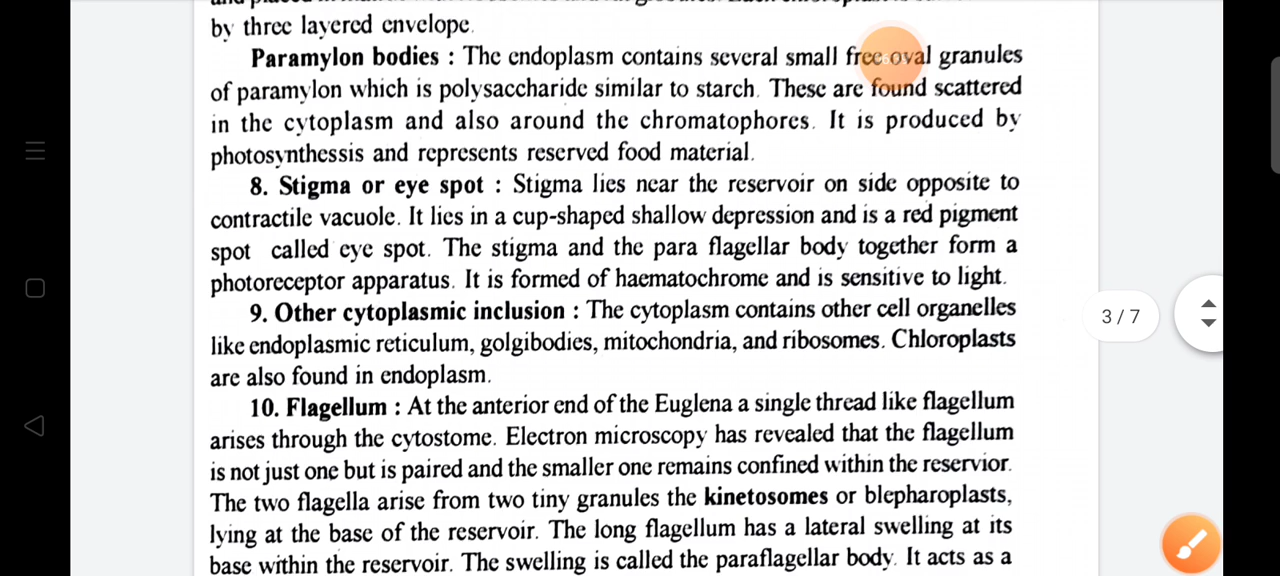 by three layered envelope.
Paramylon bodies : The endoplasm contains several small free oval granules
of paramylon which is polysaccharide similar to starch. These are found scattered
in the cytoplasm and also around the chromatophores. It is produced by
photosynthessis and represents reserved food material.
8. Stigma or eye spot : Stigma lies near the reservoir on side opposite to
contractile vacuole. It lies in a cup-shaped shallow depression and is a red pigment
spot called eye spot. The stigma and the para flagellar body together form a
photoreceptor apparatus. It is formed of haematochrome and is sensitive to light.
9. Other cytoplasmic inclusion : The cytoplasm contains other cell organelles
like endoplasmic reticulum, golgibodies, mitochondria, and ribosomes. Chloroplasts
are also found in endoplasm.
10. Flagellum : At the anterior end of the Euglena a single thread like flagellum
arises through the cytostome. Electron microscopy has revealed that the flagellum
is not just one but is paired and the smaller one remains confined within the reservior.
The two flagella arise from two tiny granules the kinetosomes or blepharoplasts,
lying at the base of the reservoir. The long flagellum has a lateral swelling at its
base within the reservoir. The swelling is called the paraflagellar body. It acts as a
3 / 7